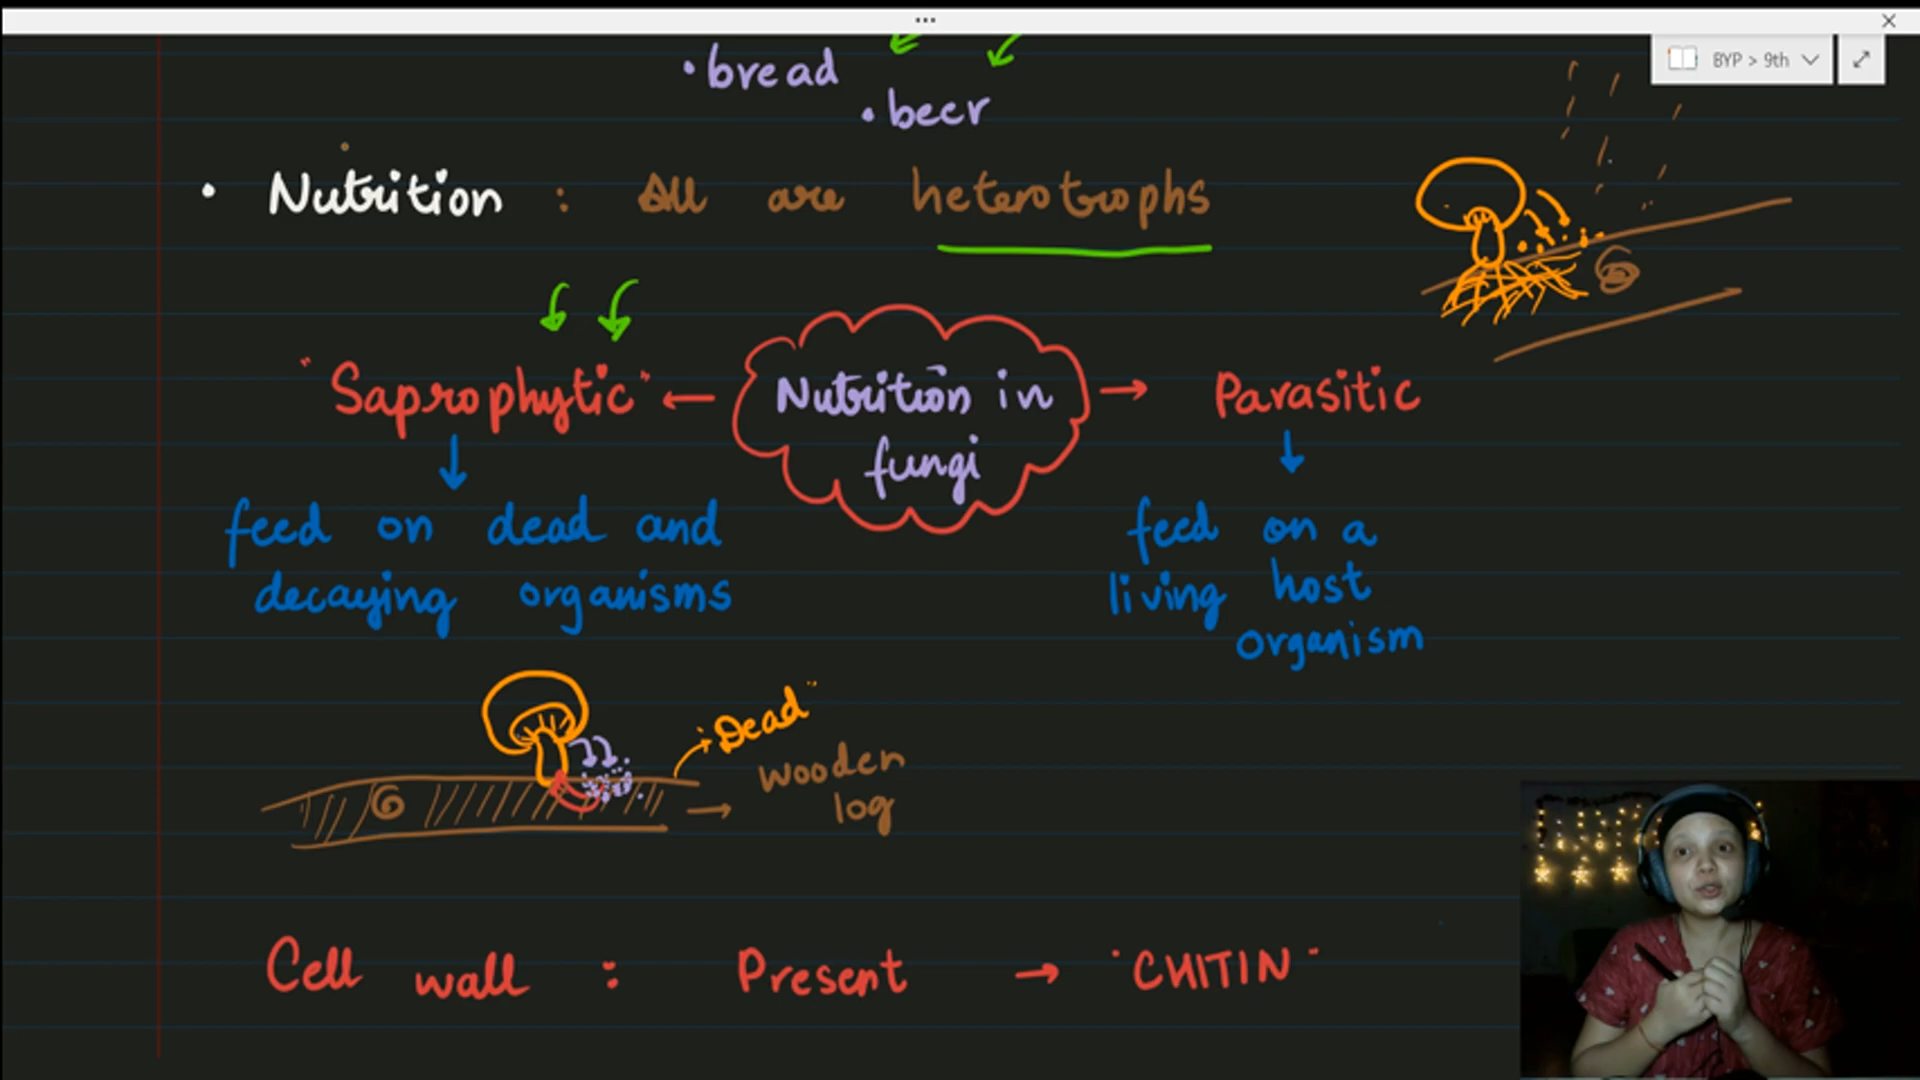 BYP > 9th
• bread
• beer
• Nutrition : All are heterotrophs
"Saprophytic" ← Nutrition in fungi → Parasitic
feed on dead and
decaying organisms
feed on a
living host
organism
"Dead"
wooden
log
Cell wall : Present → "CHITIN"